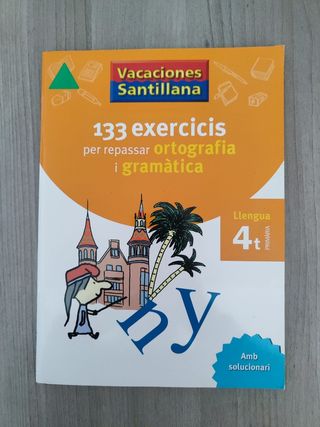 Vacaciones
Santillana
133 exercicis
per repassar ortografia
i gramàtica
Llengua
4t
PRIMÀRIA
ny
Amb
solucionari